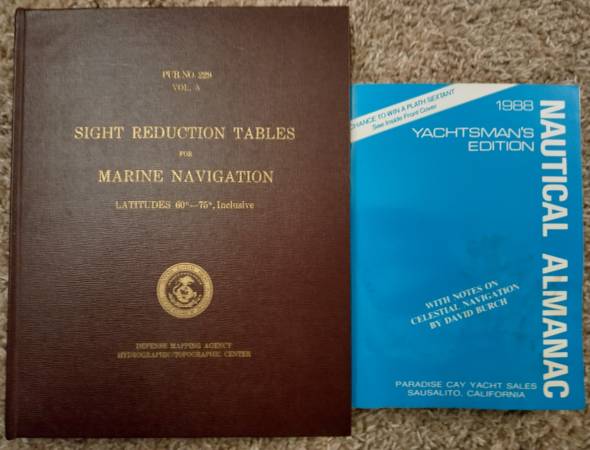 PUB. NO. 229
VOL. 5
SIGHT REDUCTION TABLES
FOR
MARINE NAVIGATION
LATITUDES 60°—75°, Inclusive
DEFENSE MAPPING AGENCY
HYDROGRAPHIC/TOPOGRAPHIC CENTER
CHANCE TO WIN A PLATH SEXTANT
See Inside Front Cover
1988
YACHTSMAN'S
EDITION
NAUTICAL ALMANAC
WITH NOTES ON
CELESTIAL NAVIGATION
BY DAVID BURCH
PARADISE CAY YACHT SALES
SAUSALITO, CALIFORNIA